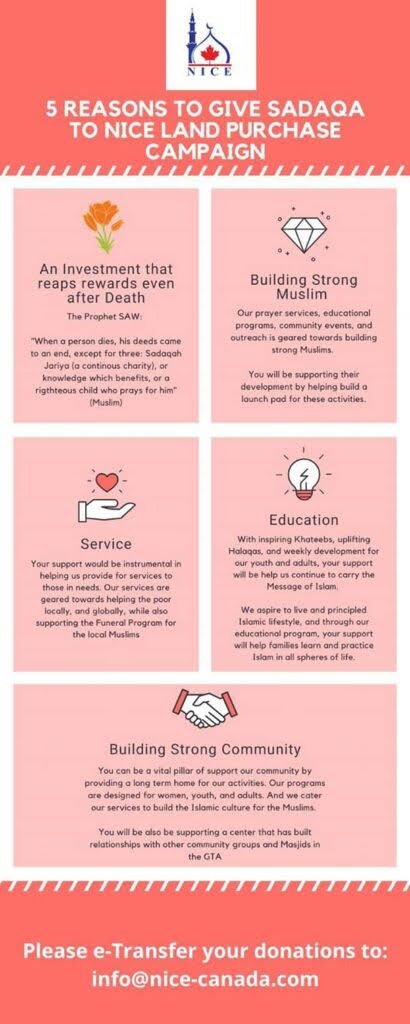 NICE
5 REASONS TO GIVE SADAQA
TO NICE LAND PURCHASE
CAMPAIGN
An Investment that
reaps rewards even
after Death
The Prophet SAW:
"When a person dies, his deeds come
to an end, except for three: Sadaqah
Jariya (a continous charity), or
knowledge which benefits, or a
rigthteous child who prays for him"
(Muslim)
Building Strong
Muslim
Our prayer services, educational
programs, community events, and
outreach is geared towards building
strong Muslims.
You will be supporting their
development by helping build a
launch pad for these activities.
Service
Your support would be instrumental in
helping us provide for services to
those in needs. Our services are
geared towards helping the poor
locally, and globally, while also
supporting the Funeral Program for
the local Muslims
Education
With inspiring Khateebs, uplifting
Halaqas, and weekly development for
our youth and adults, your support
will be help us continue to carry the
Message of Islam.
We aspire to live and principled
Islamic lifestyle, and through our
educational program, your support
will help families learn and practice
Islam in all spheres of life.
Building Strong Community
You can be a vital pillar of support our community by
providing a long term home for our activities. Our programs
are designed for women, youth, and adults. And we cater
our services to build the Islamic culture for the Muslims.
You will be also be supporting a center that has built
relationships with other community groups and Masjids in
the GTA
Please e-Transfer your donations to:
info@nice-canada.com